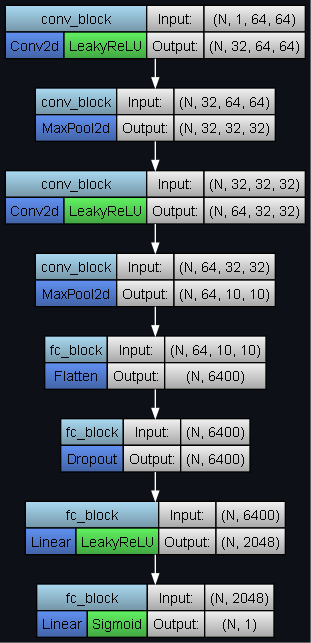 conv_block Input: (N, 1, 64, 64)
Conv2d LeakyReLU Output: (N, 32, 64, 64)
conv_block Input: (N, 32, 64, 64)
MaxPool2d Output: (N, 32, 32, 32)
conv_block Input: (N, 32, 32, 32)
Conv2d LeakyReLU Output: (N, 64, 32, 32)
conv_block Input: (N, 64, 32, 32)
MaxPool2d Output: (N, 64, 10, 10)
fc_block Input: (N, 64, 10, 10)
Flatten Output: (N, 6400)
fc_block Input: (N, 6400)
Dropout Output: (N, 6400)
fc_block Input: (N, 6400)
Linear LeakyReLU Output: (N, 2048)
fc_block Input: (N, 2048)
Linear Sigmoid Output: (N, 1)